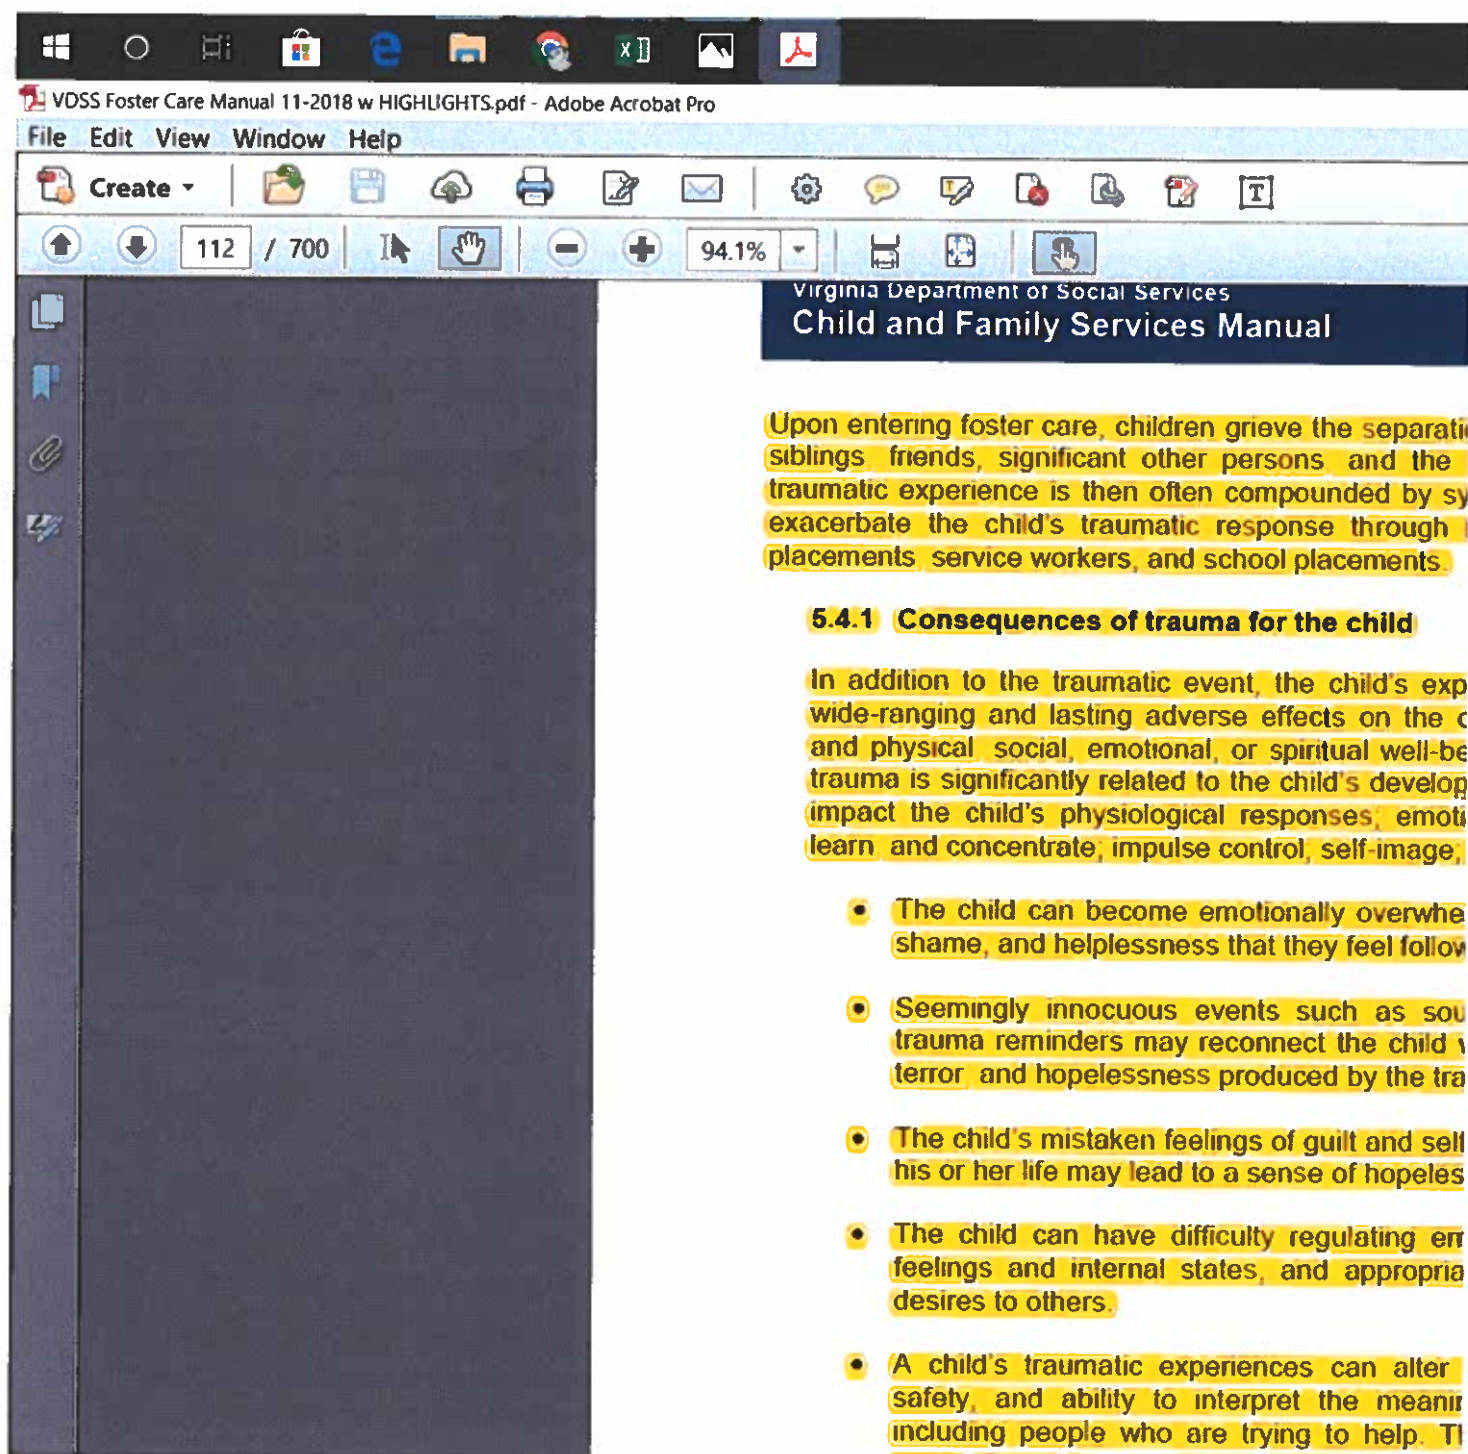 VDSS Foster Care Manual 11-2018 w HIGHLIGHTS.pdf - Adobe Acrobat Pro
File Edit View Window Help
Create
112 / 700 94.1%
Virginia Department of Social Services
Child and Family Services Manual
Upon entering foster care, children grieve the separati
siblings friends, significant other persons and the
traumatic experience is then often compounded by sy
exacerbate the child's traumatic response through
placements service workers, and school placements.
5.4.1 Consequences of trauma for the child
In addition to the traumatic event, the child's exp
wide-ranging and lasting adverse effects on the c
and physical social, emotional, or spiritual well-be
trauma is significantly related to the child's develop
impact the child's physiological responses; emoti
learn and concentrate; impulse control; self-image;
• The child can become emotionally overwhe
shame, and helplessness that they feel follow
• Seemingly innocuous events such as sou
trauma reminders may reconnect the child
terror and hopelessness produced by the tra
• The child's mistaken feelings of guilt and self
his or her life may lead to a sense of hopeles
• The child can have difficulty regulating em
feelings and internal states, and appropria
desires to others.
• A child's traumatic experiences can alter
safety, and ability to interpret the meanin
including people who are trying to help. Th